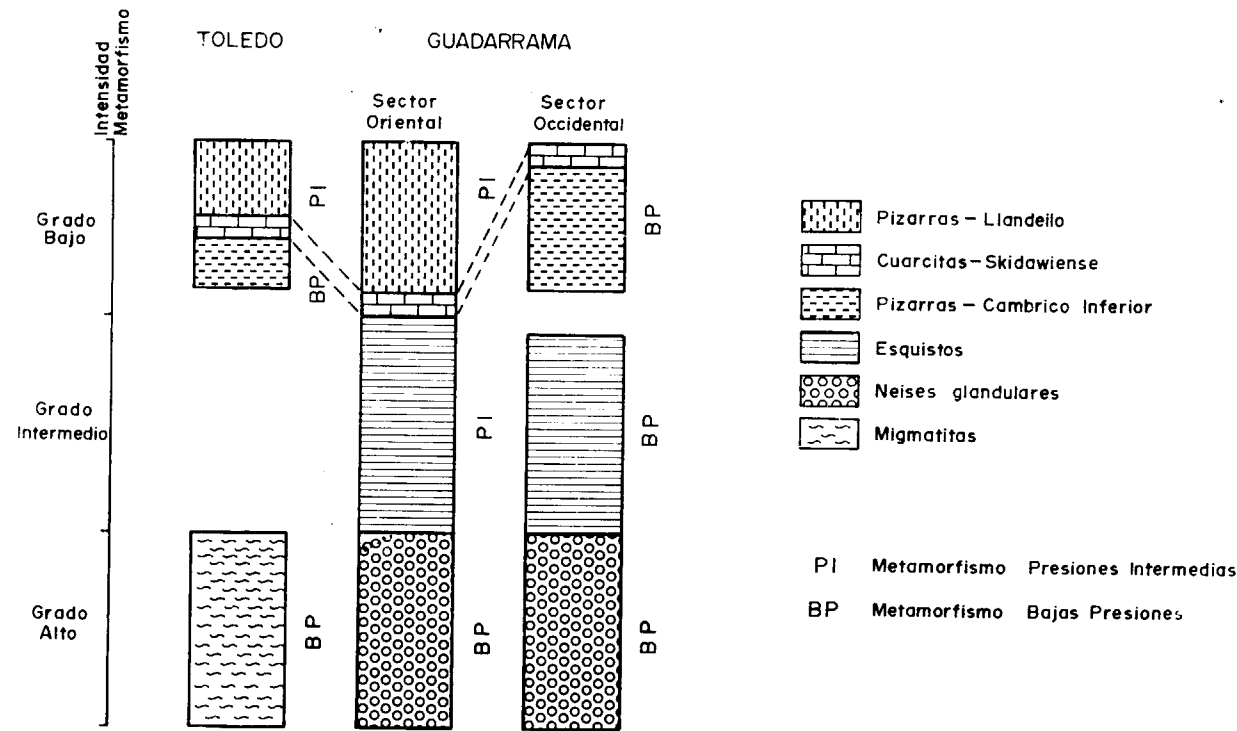 Intensidad
Metamorfismo
TOLEDO
GUADARRAMA
Sector
Oriental
Sector
Occidental
Grado
Bajo
Grado
Intermedio
Grado
Alto
PI
BP
BP
PI
PI
BP
BP
BP
BP
Pizarras - Llandeilo
Cuarcitas - Skidawiense
Pizarras - Cambrico Inferior
Esquistos
Neises glandulares
Migmatitas
PI Metamorfismo Presiones Intermedias
BP Metamorfismo Bajas Presiones